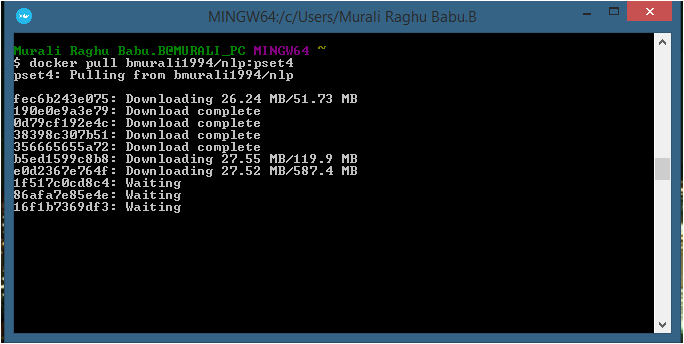 MINGW64:/c/Users/Murali Raghu Babu.B
Murali Raghu Babu.B@MURALI_PC MINGW64 ~
$ docker pull bmurali1994/nlp:pset4
pset4: Pulling from bmurali1994/nlp
fec6b243e075: Downloading 26.24 MB/51.73 MB
190e0e9a3e79: Download complete
0d79cf192e4c: Download complete
38398c307b51: Download complete
356665655a72: Download complete
b5ed1599c8b8: Downloading 27.55 MB/119.9 MB
e0d2367e764f: Downloading 27.52 MB/587.4 MB
1f517c0cd8c4: Waiting
86afa7e85e4e: Waiting
16f1b7369df3: Waiting